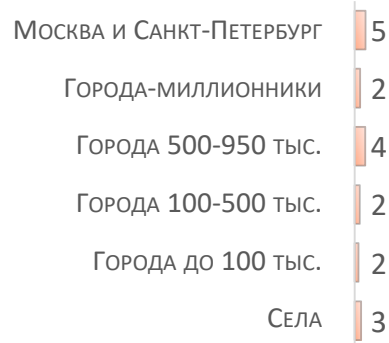 Москва и Санкт-Петербург 5
Города-миллионники 2
Города 500-950 тыс. 4
Города 100-500 тыс. 2
Города до 100 тыс. 2
Села 3